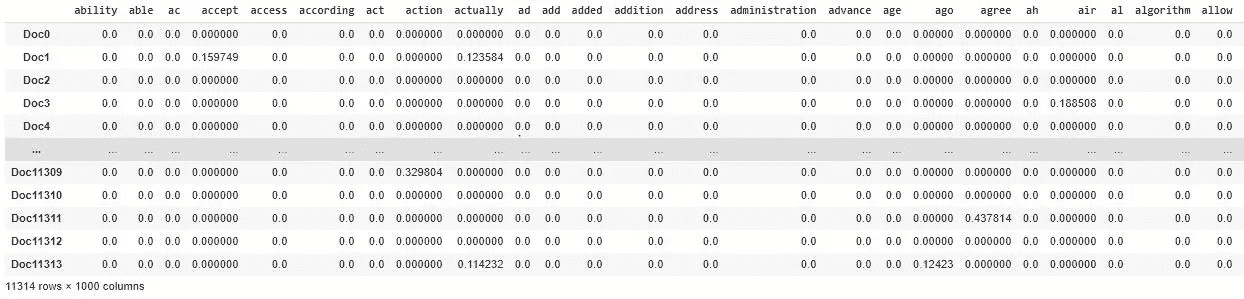 ability able ac accept access according act action actually ad add added addition address administration advance age ago agree ah air al algorithm allow
Doc0 0.0 0.0 0.0 0.000000 0.0 0.0 0.0 0.000000 0.000000 0.0 0.0 0.0 0.0 0.0 0.0 0.0 0.0 0.00000 0.000000 0.0 0.000000 0.0 0.0 0.0
Doc1 0.0 0.0 0.0 0.159749 0.0 0.0 0.0 0.000000 0.123584 0.0 0.0 0.0 0.0 0.0 0.0 0.0 0.0 0.00000 0.000000 0.0 0.000000 0.0 0.0 0.0
Doc2 0.0 0.0 0.0 0.000000 0.0 0.0 0.0 0.000000 0.000000 0.0 0.0 0.0 0.0 0.0 0.0 0.0 0.0 0.00000 0.000000 0.0 0.000000 0.0 0.0 0.0
Doc3 0.0 0.0 0.0 0.000000 0.0 0.0 0.0 0.000000 0.000000 0.0 0.0 0.0 0.0 0.0 0.0 0.0 0.0 0.00000 0.000000 0.0 0.188508 0.0 0.0 0.0
Doc4 0.0 0.0 0.0 0.000000 0.0 0.0 0.0 0.000000 0.000000 0.0 0.0 0.0 0.0 0.0 0.0 0.0 0.0 0.00000 0.000000 0.0 0.000000 0.0 0.0 0.0
... ... ... ... ... ... ... ... ... ... ... ... ... ... ... ... ... ... ... ... ... ... ... ... ...
Doc11309 0.0 0.0 0.0 0.000000 0.0 0.0 0.0 0.329804 0.000000 0.0 0.0 0.0 0.0 0.0 0.0 0.0 0.0 0.00000 0.000000 0.0 0.000000 0.0 0.0 0.0
Doc11310 0.0 0.0 0.0 0.000000 0.0 0.0 0.0 0.000000 0.000000 0.0 0.0 0.0 0.0 0.0 0.0 0.0 0.0 0.00000 0.000000 0.0 0.000000 0.0 0.0 0.0
Doc11311 0.0 0.0 0.0 0.000000 0.0 0.0 0.0 0.000000 0.000000 0.0 0.0 0.0 0.0 0.0 0.0 0.0 0.0 0.00000 0.437814 0.0 0.000000 0.0 0.0 0.0
Doc11312 0.0 0.0 0.0 0.000000 0.0 0.0 0.0 0.000000 0.000000 0.0 0.0 0.0 0.0 0.0 0.0 0.0 0.0 0.00000 0.000000 0.0 0.000000 0.0 0.0 0.0
Doc11313 0.0 0.0 0.0 0.000000 0.0 0.0 0.0 0.000000 0.114232 0.0 0.0 0.0 0.0 0.0 0.0 0.0 0.0 0.12423 0.000000 0.0 0.000000 0.0 0.0 0.0
11314 rows × 1000 columns